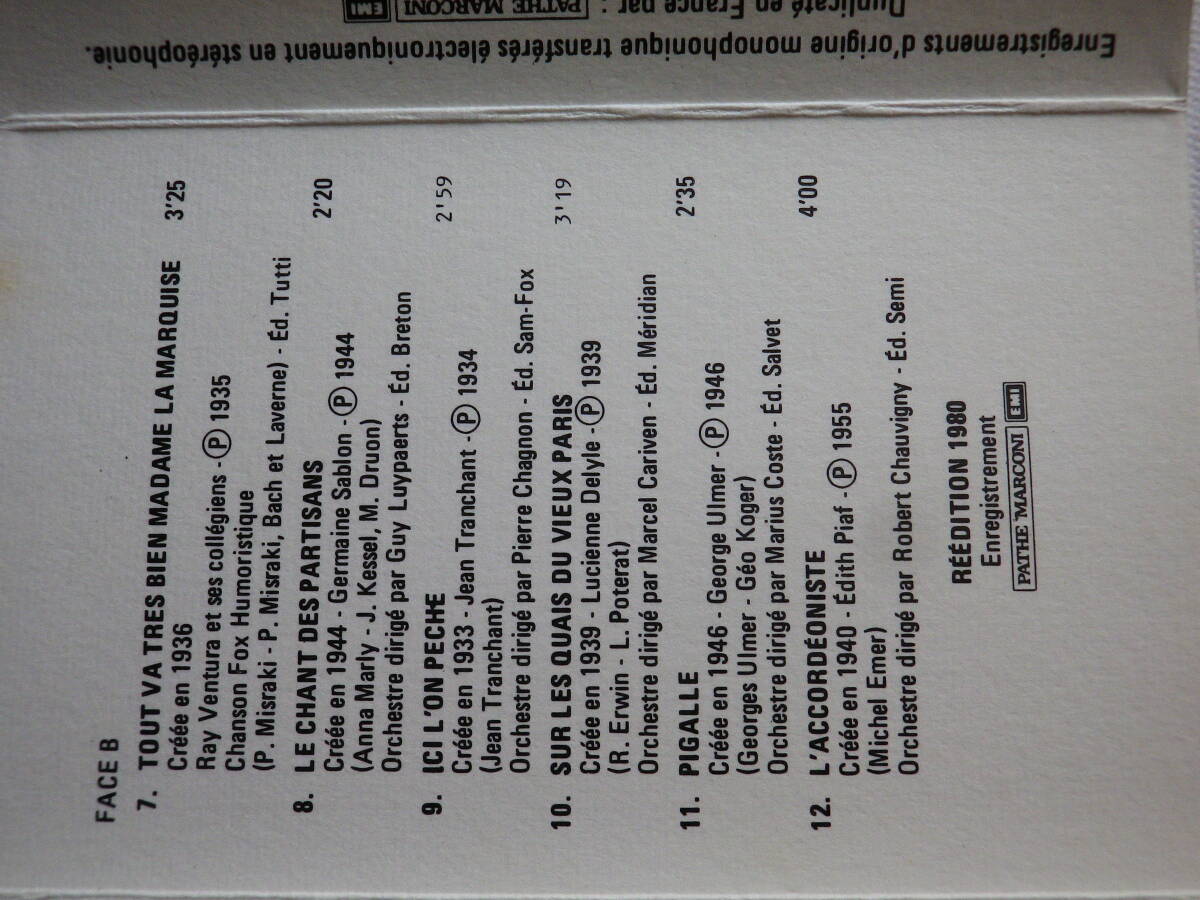 FACE B
7. TOUT VA TRES BIEN MADAME LA MARQUISE 3'25
Créée en 1936
Ray Ventura et ses collégiens - Ⓟ 1935
Chanson Fox Humoristique
(P. Misraki - P. Misraki, Bach et Laverne) - Éd. Tutti
8. LE CHANT DES PARTISANS 2'20
Créée en 1944 - Germaine Sablon - Ⓟ 1944
(Anna Marly - J. Kessel, M. Druon)
Orchestre dirigé par Guy Luypaerts - Éd. Breton
9. ICI L'ON PECHE 2'59
Créée en 1933 - Jean Tranchant - Ⓟ 1934
(Jean Tranchant)
Orchestre dirigé par Pierre Chagnon - Éd. Sam-Fox
10. SUR LES QUAIS DU VIEUX PARIS 3'19
Créée en 1939 - Lucienne Delyle - Ⓟ 1939
(R. Erwin - L. Poterat)
Orchestre dirigé par Marcel Cariven - Éd. Méridian
11. PIGALLE 2'35
Créée en 1946 - George Ulmer - Ⓟ 1946
(Georges Ulmer - Géo Koger)
Orchestre dirigé par Marius Coste - Éd. Salvet
12. L'ACCORDÉONISTE 4'00
Créée en 1940 - Édith Piaf - Ⓟ 1955
(Michel Emer)
Orchestre dirigé par Robert Chauvigny - Éd. Semi
RÉÉDITION 1980
Enregistrement
PATHE MARCONI EMI
Duplicaté en France par : PATHE MARCONI EMI
Enregistrements d'origine monophonique transférés électroniquement en stéréophonie.